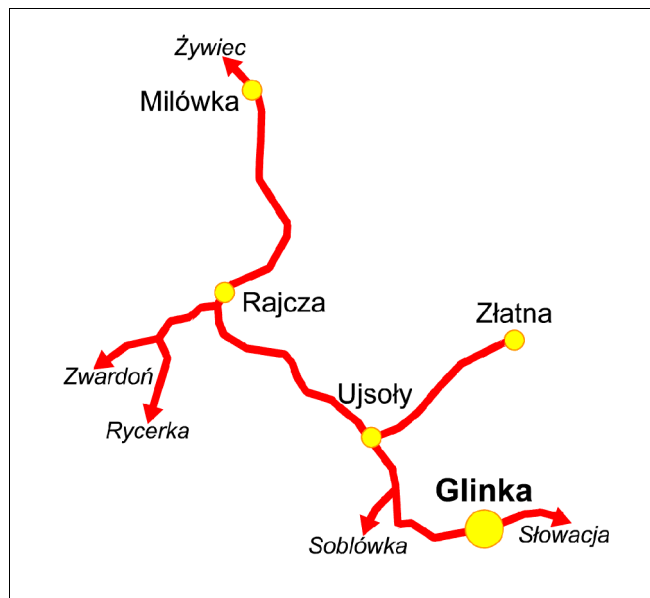 Żywiec
Milówka
Rajcza
Złatna
Zwardoń
Ujsoły
Rycerka
Glinka
Słowacja
Soblówka